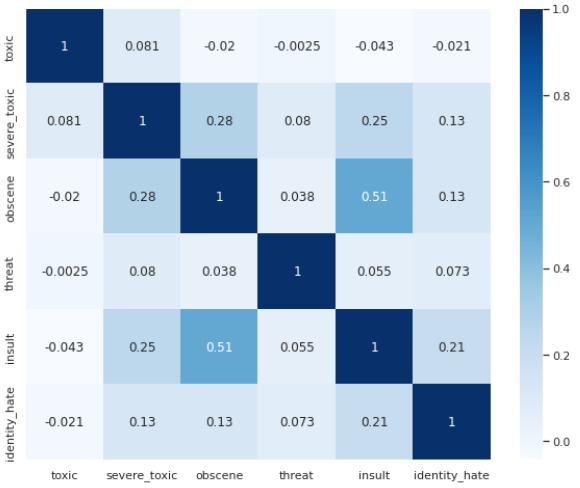 toxic 1 0.081 -0.02 -0.0025 -0.043 -0.021
severe_toxic 0.081 1 0.28 0.08 0.25 0.13
obscene -0.02 0.28 1 0.038 0.51 0.13
threat -0.0025 0.08 0.038 1 0.055 0.073
insult -0.043 0.25 0.51 0.055 1 0.21
identity_hate -0.021 0.13 0.13 0.073 0.21 1
toxic severe_toxic obscene threat insult identity_hate
1.0
0.8
0.6
0.4
0.2
0.0